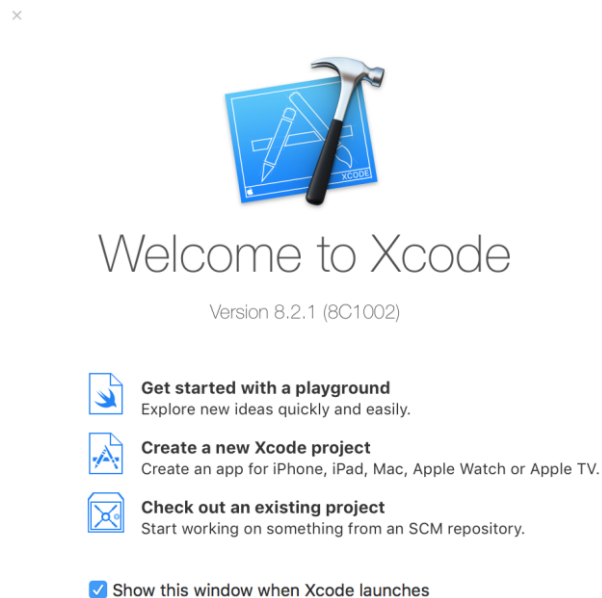 XCODE
Welcome to Xcode
Version 8.2.1 (8C1002)
Get started with a playground
Explore new ideas quickly and easily.
Create a new Xcode project
Create an app for iPhone, iPad, Mac, Apple Watch or Apple TV.
Check out an existing project
Start working on something from an SCM repository.
Show this window when Xcode launches